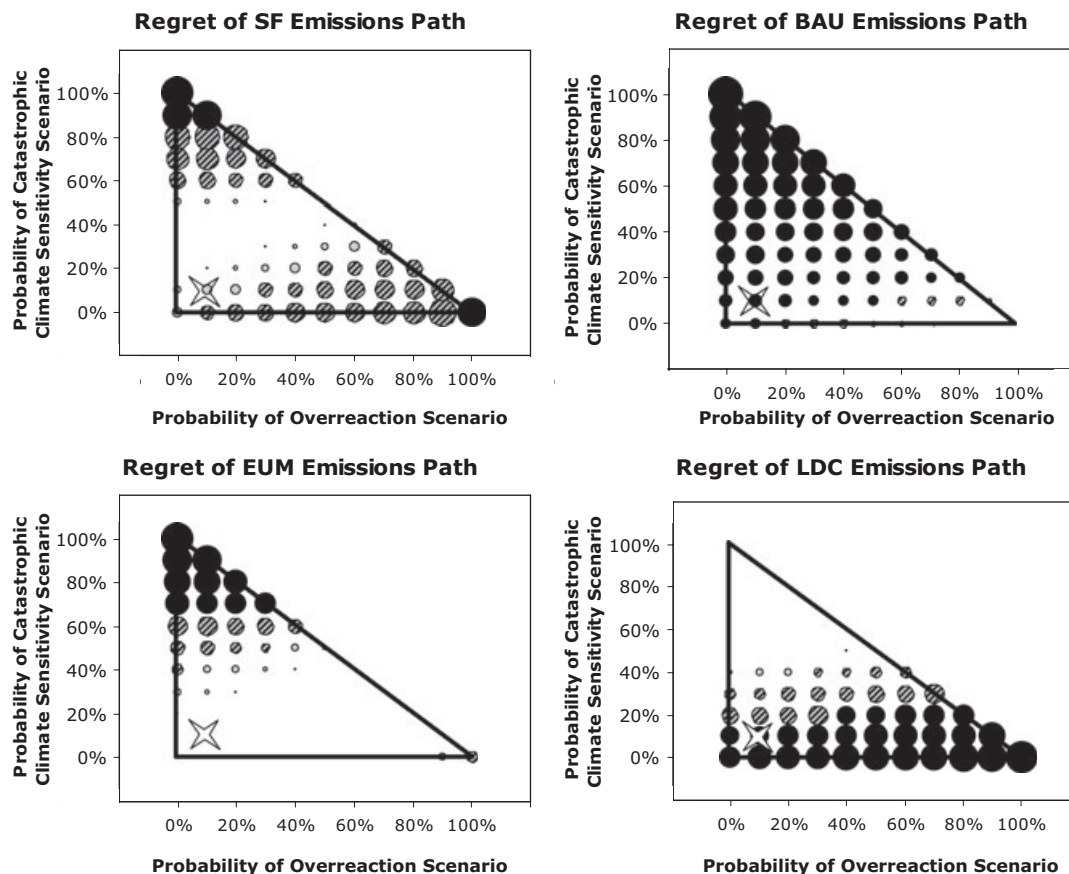 Regret of SF Emissions Path
Probability of Catastrophic
Climate Sensitivity Scenario
100%
80%
60%
40%
20%
0%
0% 20% 40% 60% 80% 100%
Probability of Overreaction Scenario
Regret of BAU Emissions Path
Probability of Catastrophic
Climate Sensitivity Scenario
100%
80%
60%
40%
20%
0%
0% 20% 40% 60% 80% 100%
Probability of Overreaction Scenario
Regret of EUM Emissions Path
Probability of Catastrophic
Climate Sensitivity Scenario
100%
80%
60%
40%
20%
0%
0% 20% 40% 60% 80% 100%
Probability of Overreaction Scenario
Regret of LDC Emissions Path
Probability of Catastrophic
Climate Sensitivity Scenario
100%
80%
60%
40%
20%
0%
0% 20% 40% 60% 80% 100%
Probability of Overreaction Scenario